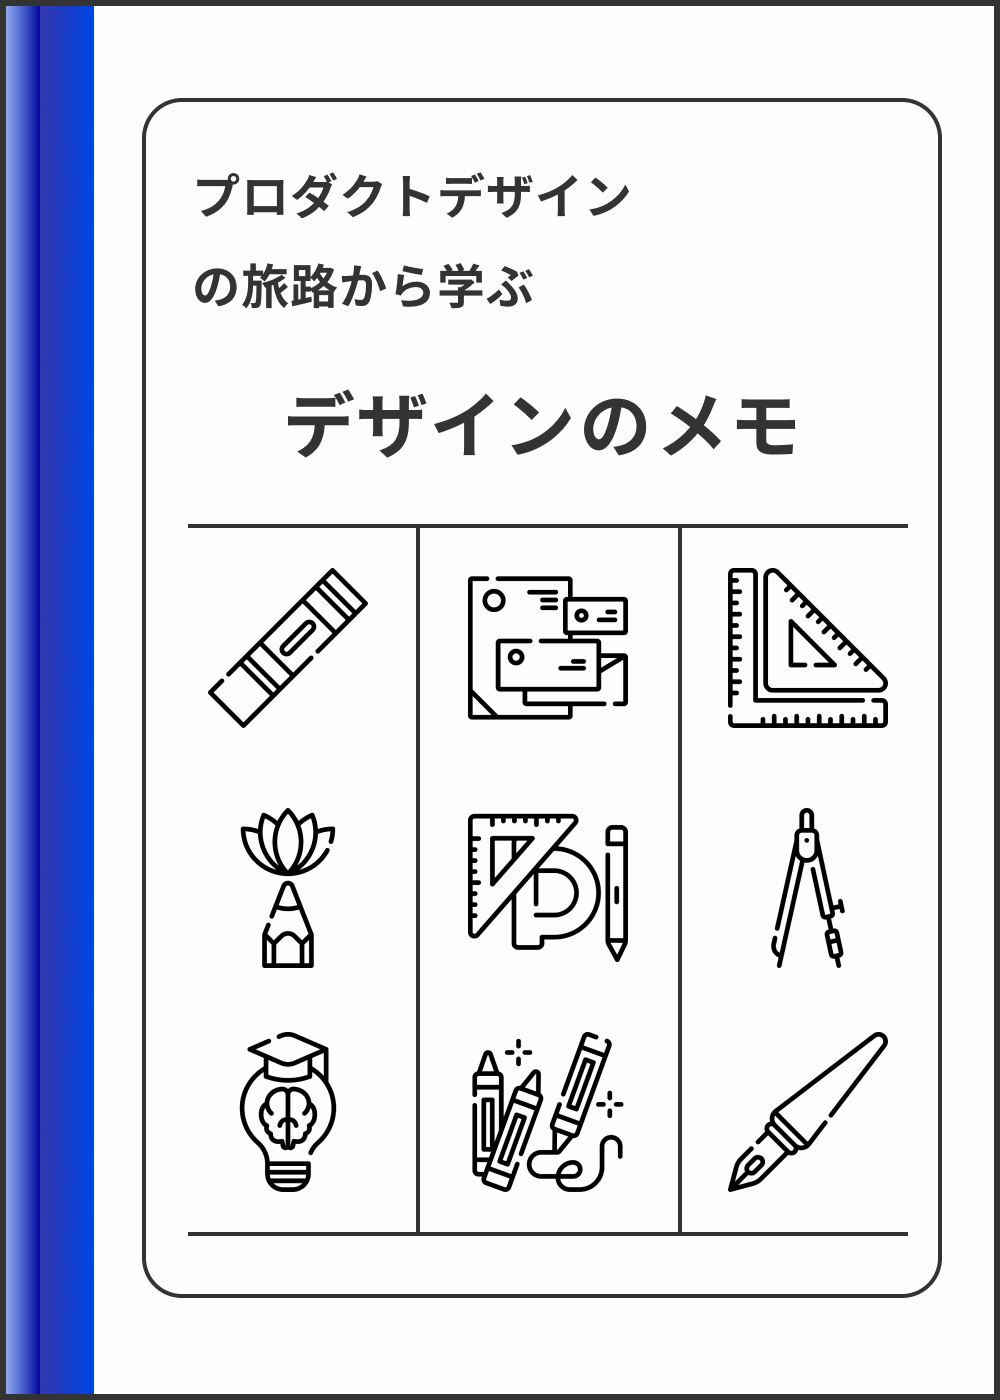 プロダクトデザイン
の旅路から学ぶ
デザインのメモ